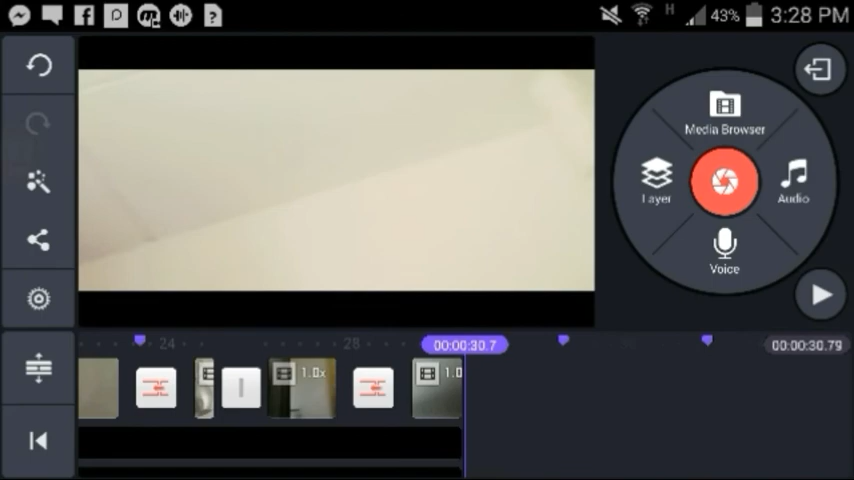 43% 3:28 PM
H
Media Browser
Layer
Audio
Voice
24
28
00:00:30.7
00:00:30.79
1.0x
1.0